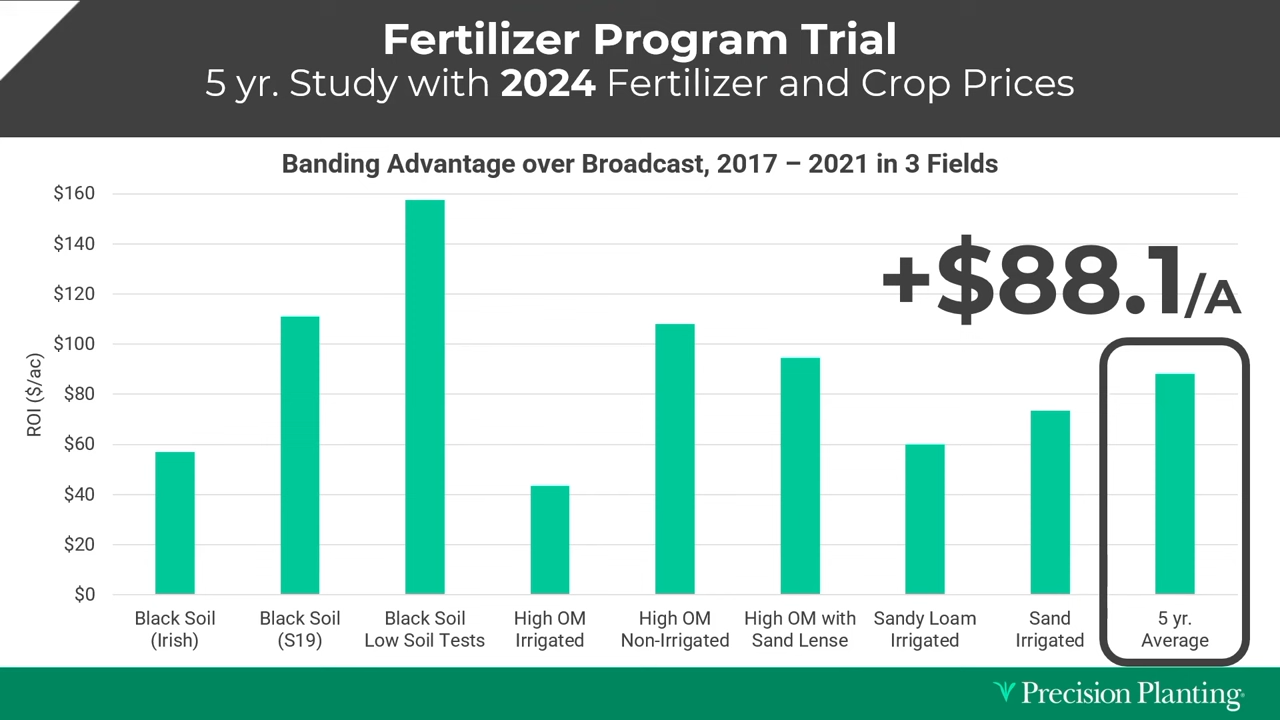 Fertilizer Program Trial
5 yr. Study with 2024 Fertilizer and Crop Prices
Banding Advantage over Broadcast, 2017 – 2021 in 3 Fields
ROI ($/ac)
$160
$140
$120
$100
$80
$60
$40
$20
$0
+$88.1/A
Black Soil
(Irish)
Black Soil
(S19)
Black Soil
Low Soil Tests
High OM
Irrigated
High OM
Non-Irrigated
High OM with
Sand Lense
Sandy Loam
Irrigated
Sand
Irrigated
5 yr.
Average
Precision Planting®